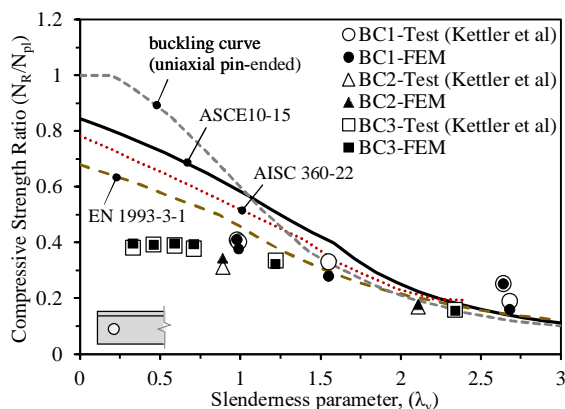 Compressive Strength Ratio (N_R/N_pl)
1.2
1
0.8
0.6
0.4
0.2
0
0
0.5
1
1.5
2
2.5
3
Slenderness parameter, (λ_v)
buckling curve
(uniaxial pin-ended)
ASCE10-15
AISC 360-22
EN 1993-3-1
BC1-Test (Kettler et al)
BC1-FEM
BC2-Test (Kettler et al)
BC2-FEM
BC3-Test (Kettler et al)
BC3-FEM